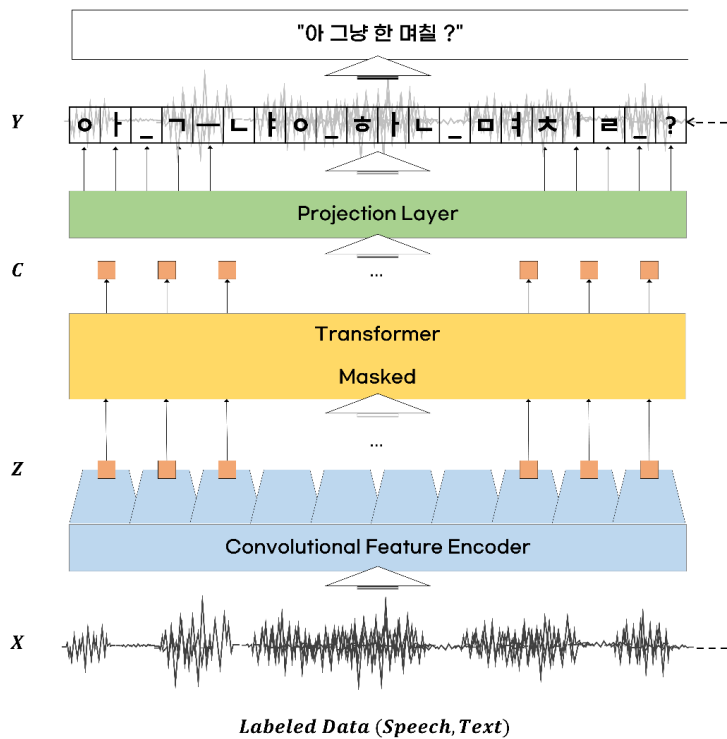 "아 그냥 한 며칠 ?"
Y ㅇ ㅏ _ ㄱ ㅡ ㄴ ㅑ ㅇ _ ㅎ ㅏ ㄴ _ ㅁ ㅕ ㅊ ㅣ ㄹ _ ?
Projection Layer
C ...
Transformer
Masked
...
Z
Convolutional Feature Encoder
X
Labeled Data (Speech, Text)